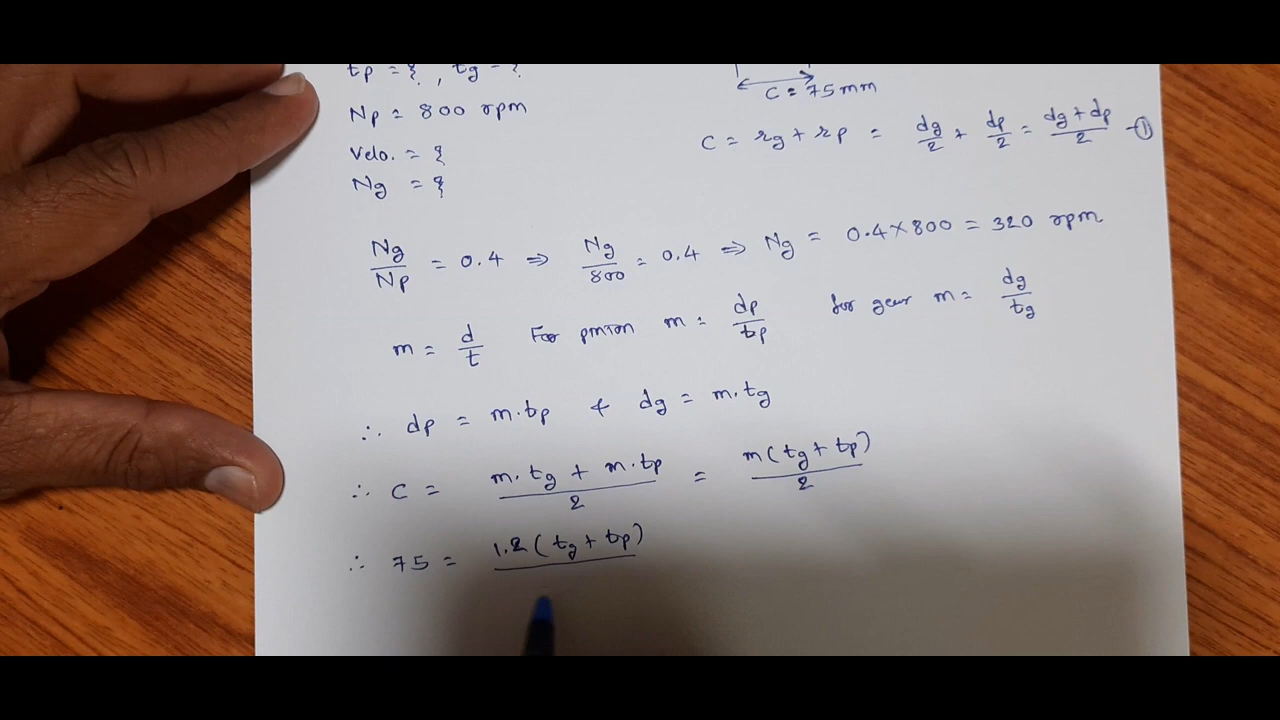 tp = ? , tg = ?
C = 75mm
Np = 800 rpm
C = rg + rp = dg/2 + dp/2 = (dg + dp)/2 -①
Velo. = ?
Ng = ?
Ng/Np = 0.4 ⇒ Ng/800 = 0.4 ⇒ Ng = 0.4×800 = 320 rpm
m = d/t For pinion m = dp/tp for gear m = dg/tg
∴ dp = m·tp & dg = m·tg
∴ C = (m·tg + m·tp)/2 = m(tg + tp)/2
∴ 75 = 1.2(tg + tp)